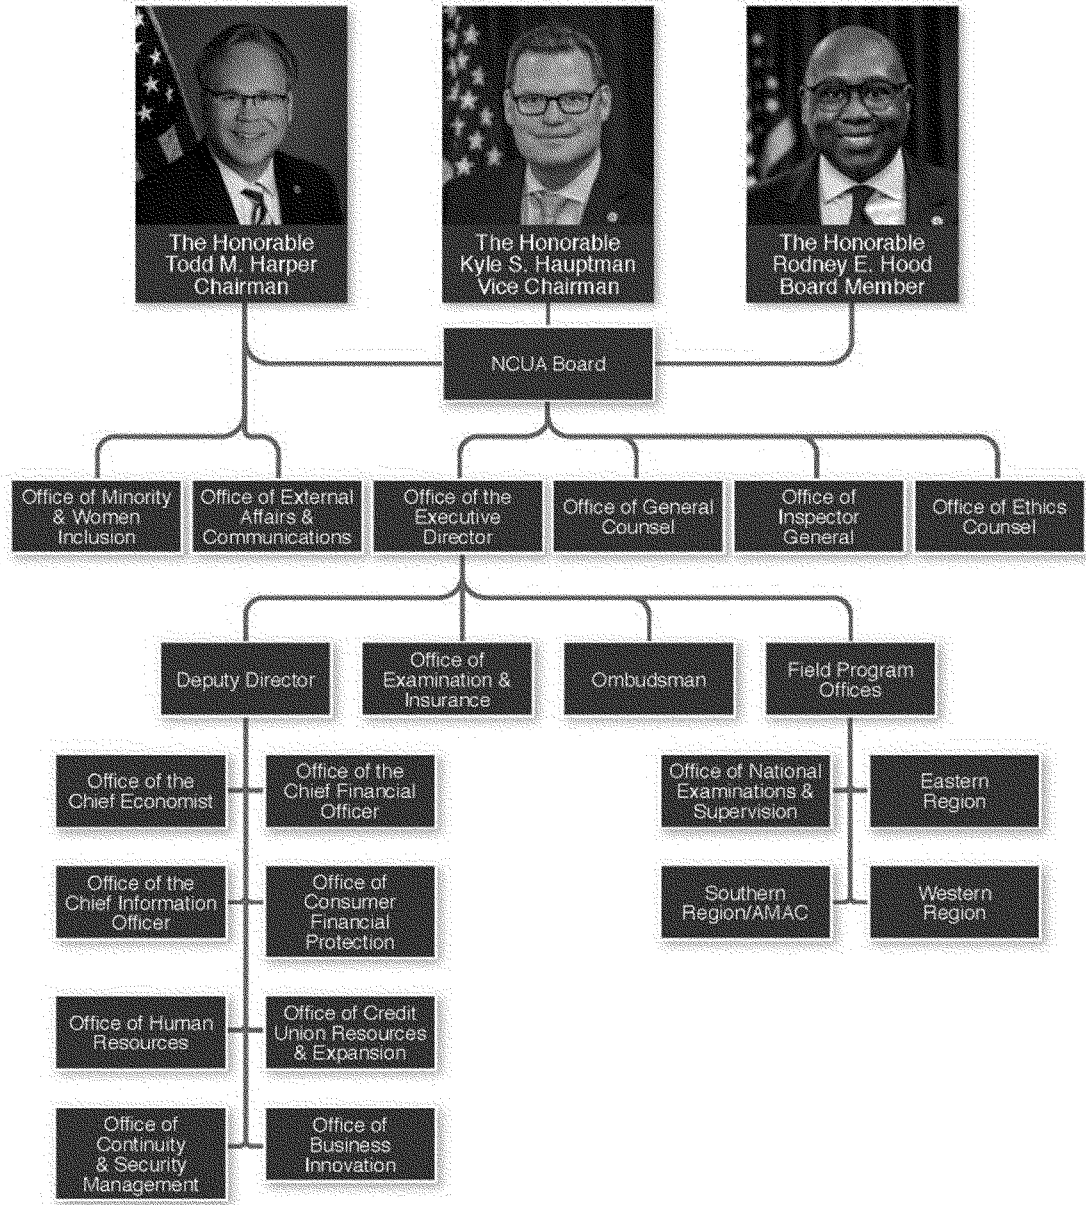 The Honorable
Todd M. Harper
Chairman
The Honorable
Kyle S. Hauptman
Vice Chairman
The Honorable
Rodney E. Hood
Board Member
NCUA Board
Office of Minority
& Women
Inclusion
Office of External
Affairs &
Communications
Office of the
Executive
Director
Office of General
Counsel
Office of
Inspector
General
Office of Ethics
Counsel
Deputy Director
Office of
Examination &
Insurance
Ombudsman
Field Program
Offices
Office of the
Chief Economist
Office of the
Chief Financial
Officer
Office of National
Examinations &
Supervision
Eastern
Region
Office of the
Chief Information
Officer
Office of
Consumer
Financial
Protection
Southern
Region/AMAC
Western
Region
Office of Human
Resources
Office of Credit
Union Resources
& Expansion
Office of
Continuity
& Security
Management
Office of
Business
Innovation